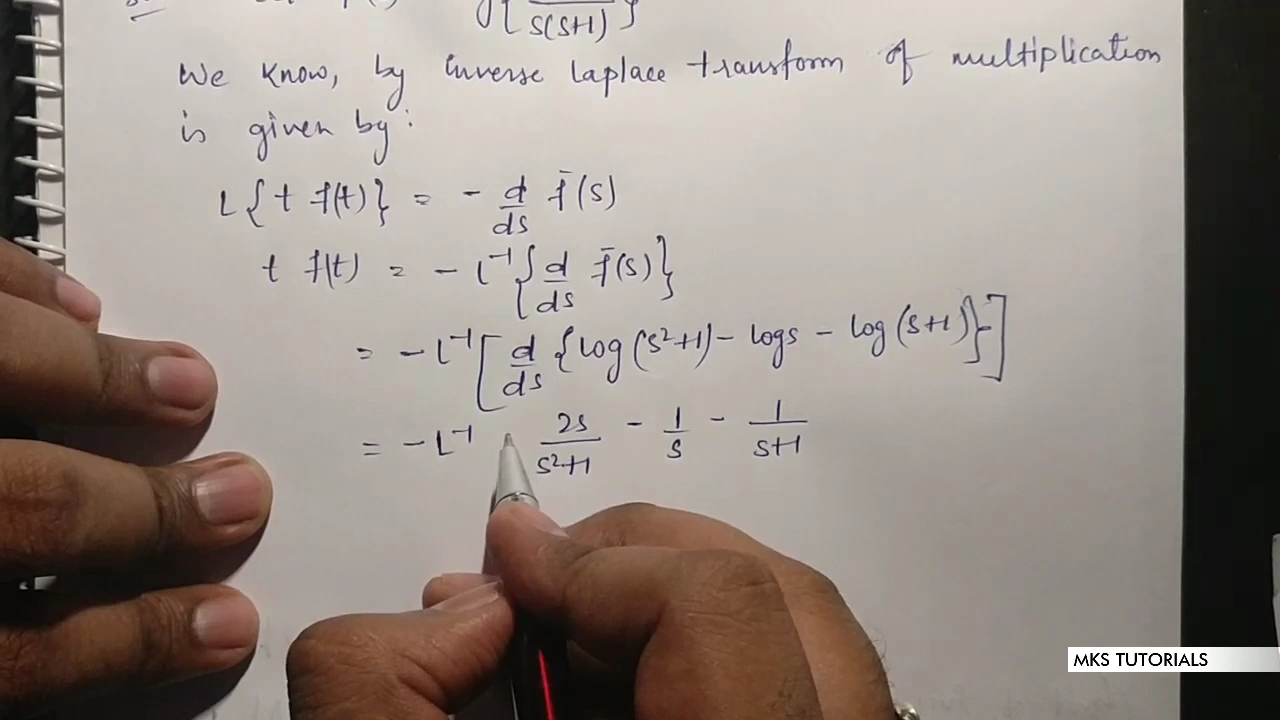 s(s+1) }
We know, by inverse laplace transform of multiplication
is given by:
L{ t f(t)} = - d/ds f̄(s)
t f(t) = - L⁻¹{ d/ds f̄(s)}
= - L⁻¹[ d/ds {log(s²+1) - logs - log(s+1)}]
= - L⁻¹ 2s/s²+1 - 1/s - 1/s+1
MKS TUTORIALS